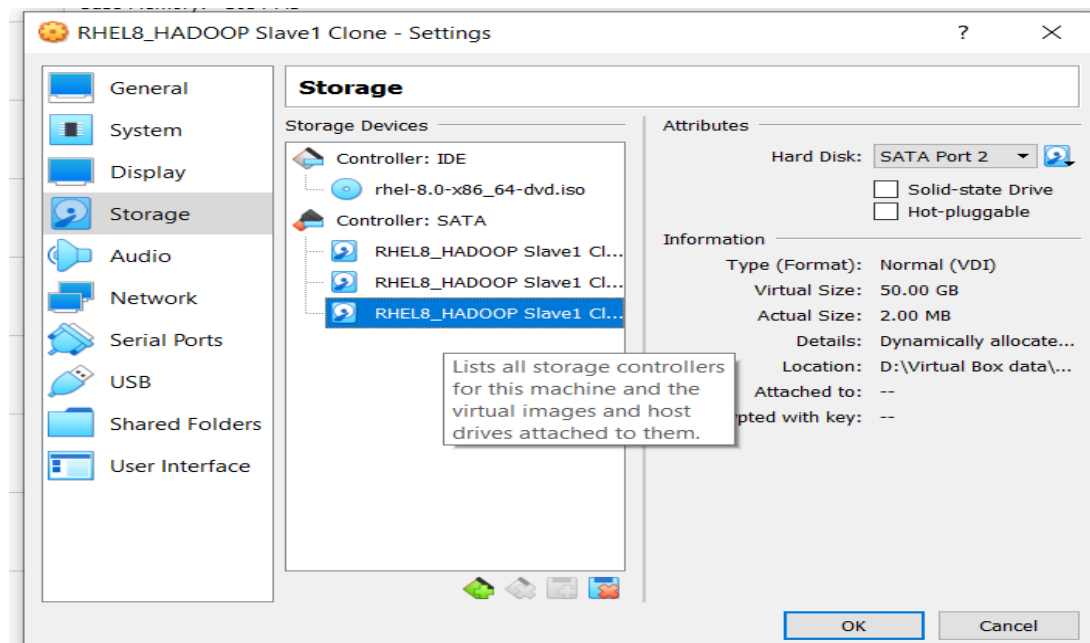 RHEL8_HADOOP Slave1 Clone - Settings
?
General
System
Display
Storage
Audio
Network
Serial Ports
USB
Shared Folders
User Interface
Storage
Storage Devices
Controller: IDE
rhel-8.0-x86_64-dvd.iso
Controller: SATA
RHEL8_HADOOP Slave1 Cl...
RHEL8_HADOOP Slave1 Cl...
RHEL8_HADOOP Slave1 Cl...
Lists all storage controllers
for this machine and the
virtual images and host
drives attached to them.
Attributes
Hard Disk: SATA Port 2
Solid-state Drive
Hot-pluggable
Information
Type (Format): Normal (VDI)
Virtual Size: 50.00 GB
Actual Size: 2.00 MB
Details: Dynamically allocate...
Location: D:\Virtual Box data\...
Attached to: --
pted with key: --
OK
Cancel